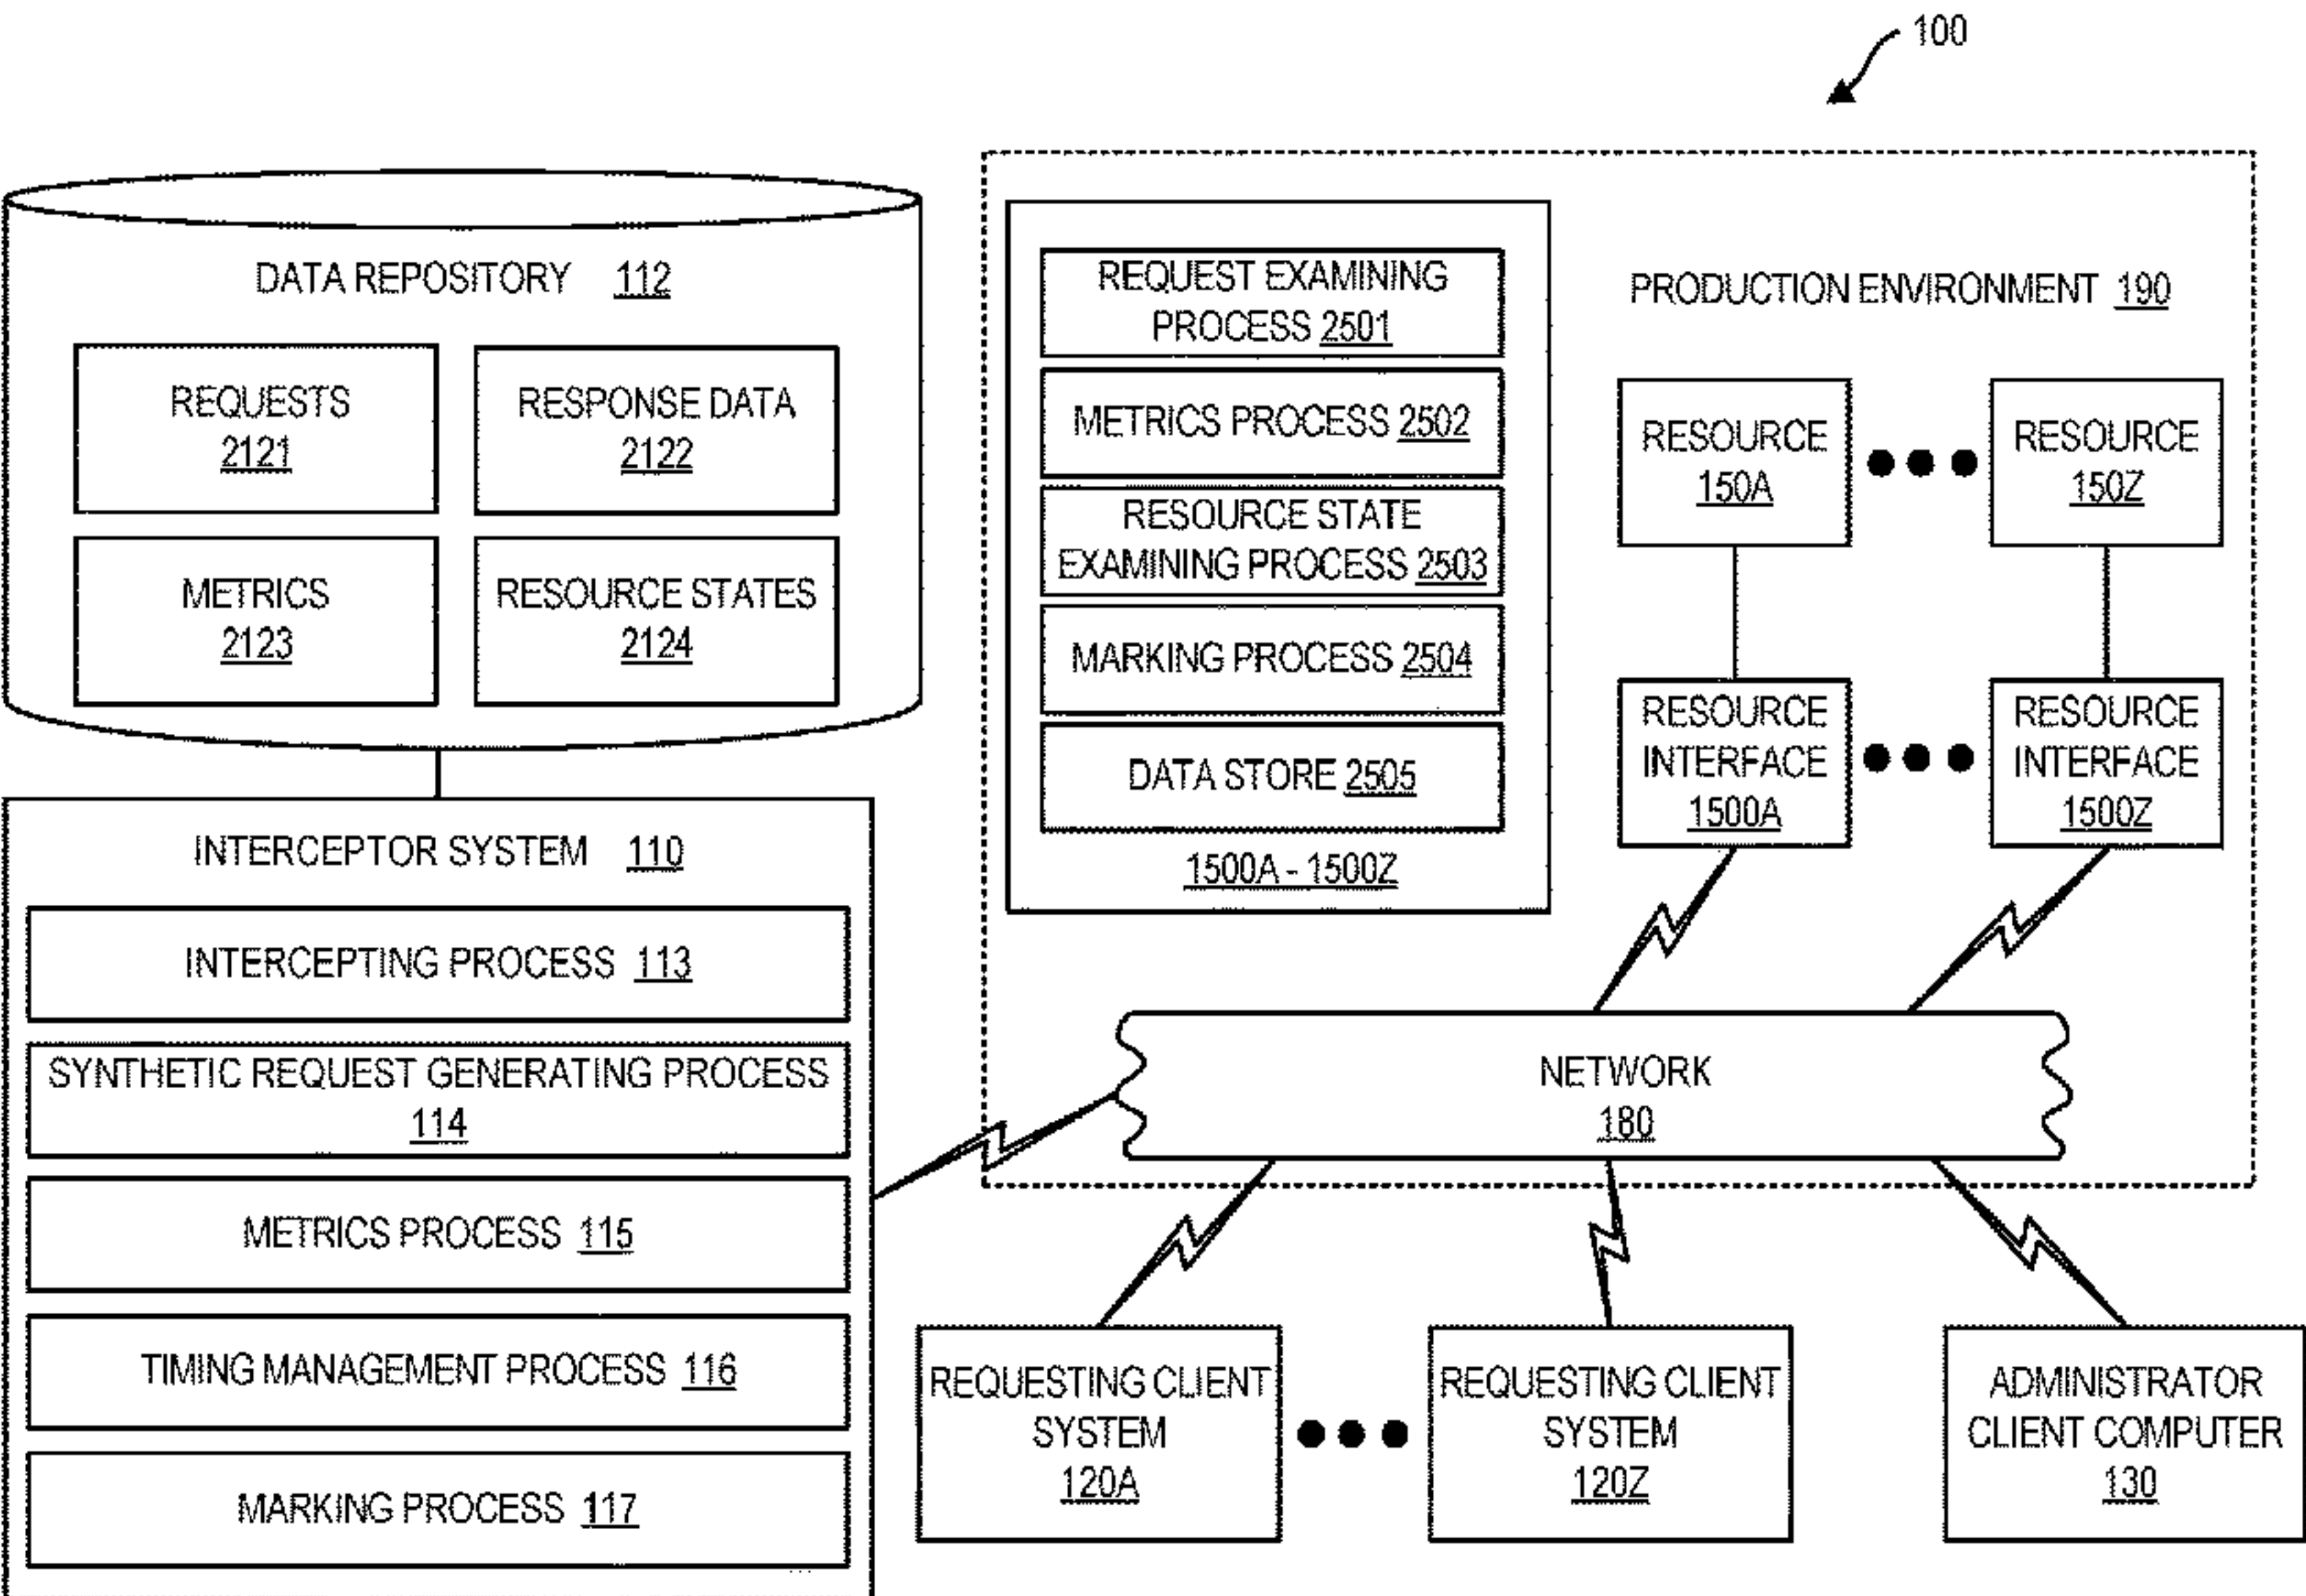 100
DATA REPOSITORY 112
REQUESTS
2121
RESPONSE DATA
2122
METRICS
2123
RESOURCE STATES
2124
INTERCEPTOR SYSTEM 110
INTERCEPTING PROCESS 113
SYNTHETIC REQUEST GENERATING PROCESS
114
METRICS PROCESS 115
TIMING MANAGEMENT PROCESS 116
MARKING PROCESS 117
REQUEST EXAMINING
PROCESS 2501
METRICS PROCESS 2502
RESOURCE STATE
EXAMINING PROCESS 2503
MARKING PROCESS 2504
DATA STORE 2505
1500A - 1500Z
PRODUCTION ENVIRONMENT 190
RESOURCE
150A
RESOURCE
150Z
RESOURCE
INTERFACE
1500A
RESOURCE
INTERFACE
1500Z
NETWORK
180
REQUESTING CLIENT
SYSTEM
120A
REQUESTING CLIENT
SYSTEM
120Z
ADMINISTRATOR
CLIENT COMPUTER
130